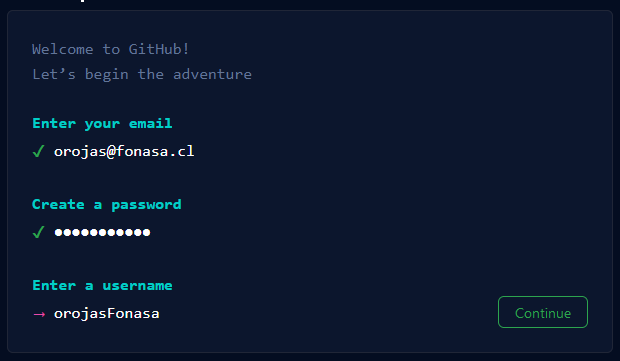 Welcome to GitHub!
Let’s begin the adventure
Enter your email
✓ orojas@fonasa.cl
Create a password
✓ ●●●●●●●●●●●
Enter a username
→ orojasFonasa
Continue